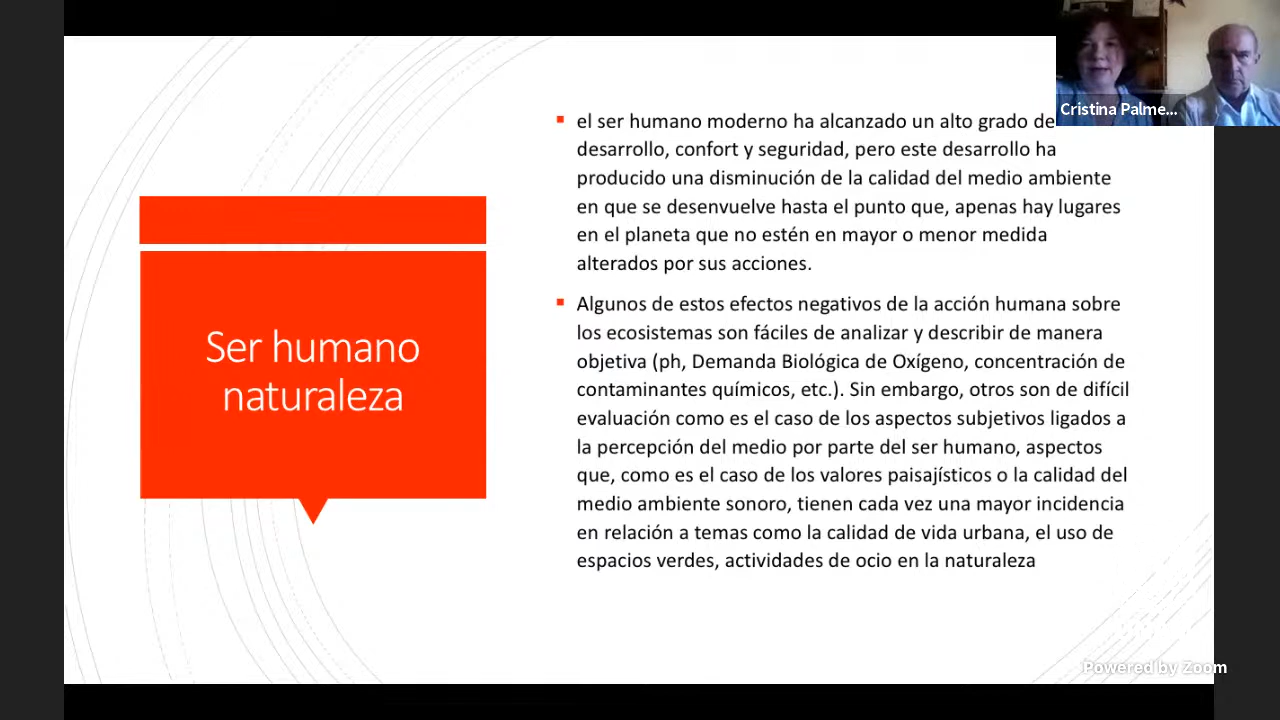 Cristina Palme...
Ser humano
naturaleza
el ser humano moderno ha alcanzado un alto grado de
desarrollo, confort y seguridad, pero este desarrollo ha
producido una disminución de la calidad del medio ambiente
en que se desenvuelve hasta el punto que, apenas hay lugares
en el planeta que no estén en mayor o menor medida
alterados por sus acciones.
Algunos de estos efectos negativos de la acción humana sobre
los ecosistemas son fáciles de analizar y describir de manera
objetiva (ph, Demanda Biológica de Oxígeno, concentración de
contaminantes químicos, etc.). Sin embargo, otros son de difícil
evaluación como es el caso de los aspectos subjetivos ligados a
la percepción del medio por parte del ser humano, aspectos
que, como es el caso de los valores paisajísticos o la calidad del
medio ambiente sonoro, tienen cada vez una mayor incidencia
en relación a temas como la calidad de vida urbana, el uso de
espacios verdes, actividades de ocio en la naturaleza
Powered by Zoom